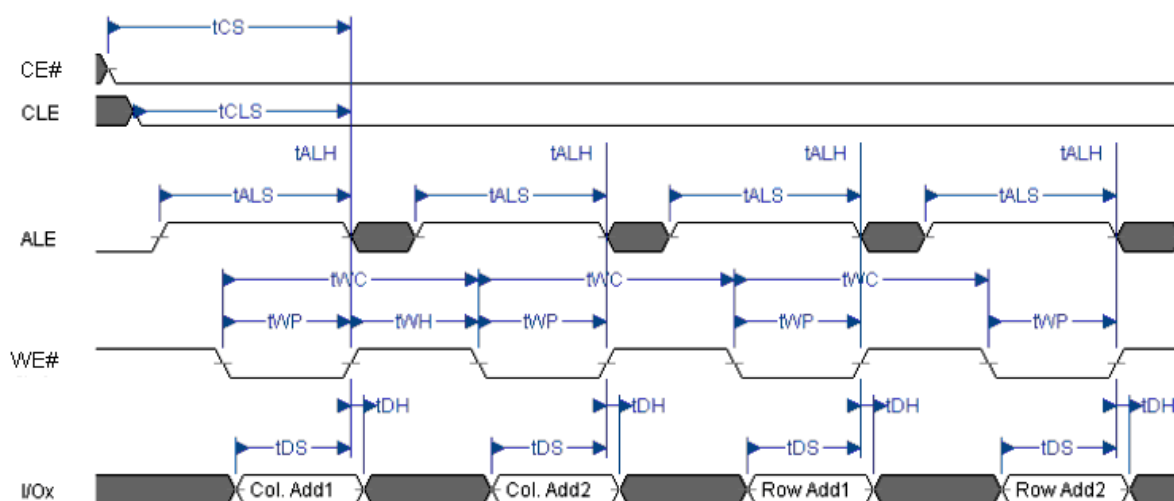 tCS
CE#
CLE tCLS
tALH tALH tALH tALH
tALS tALS tALS tALS
ALE
tWC tWC tWC
tWP tWH tWP tWP tWP
WE#
tDH tDH tDH tDH
tDS tDS tDS tDS
I/Ox Col. Add1 Col. Add2 Row Add1 Row Add2